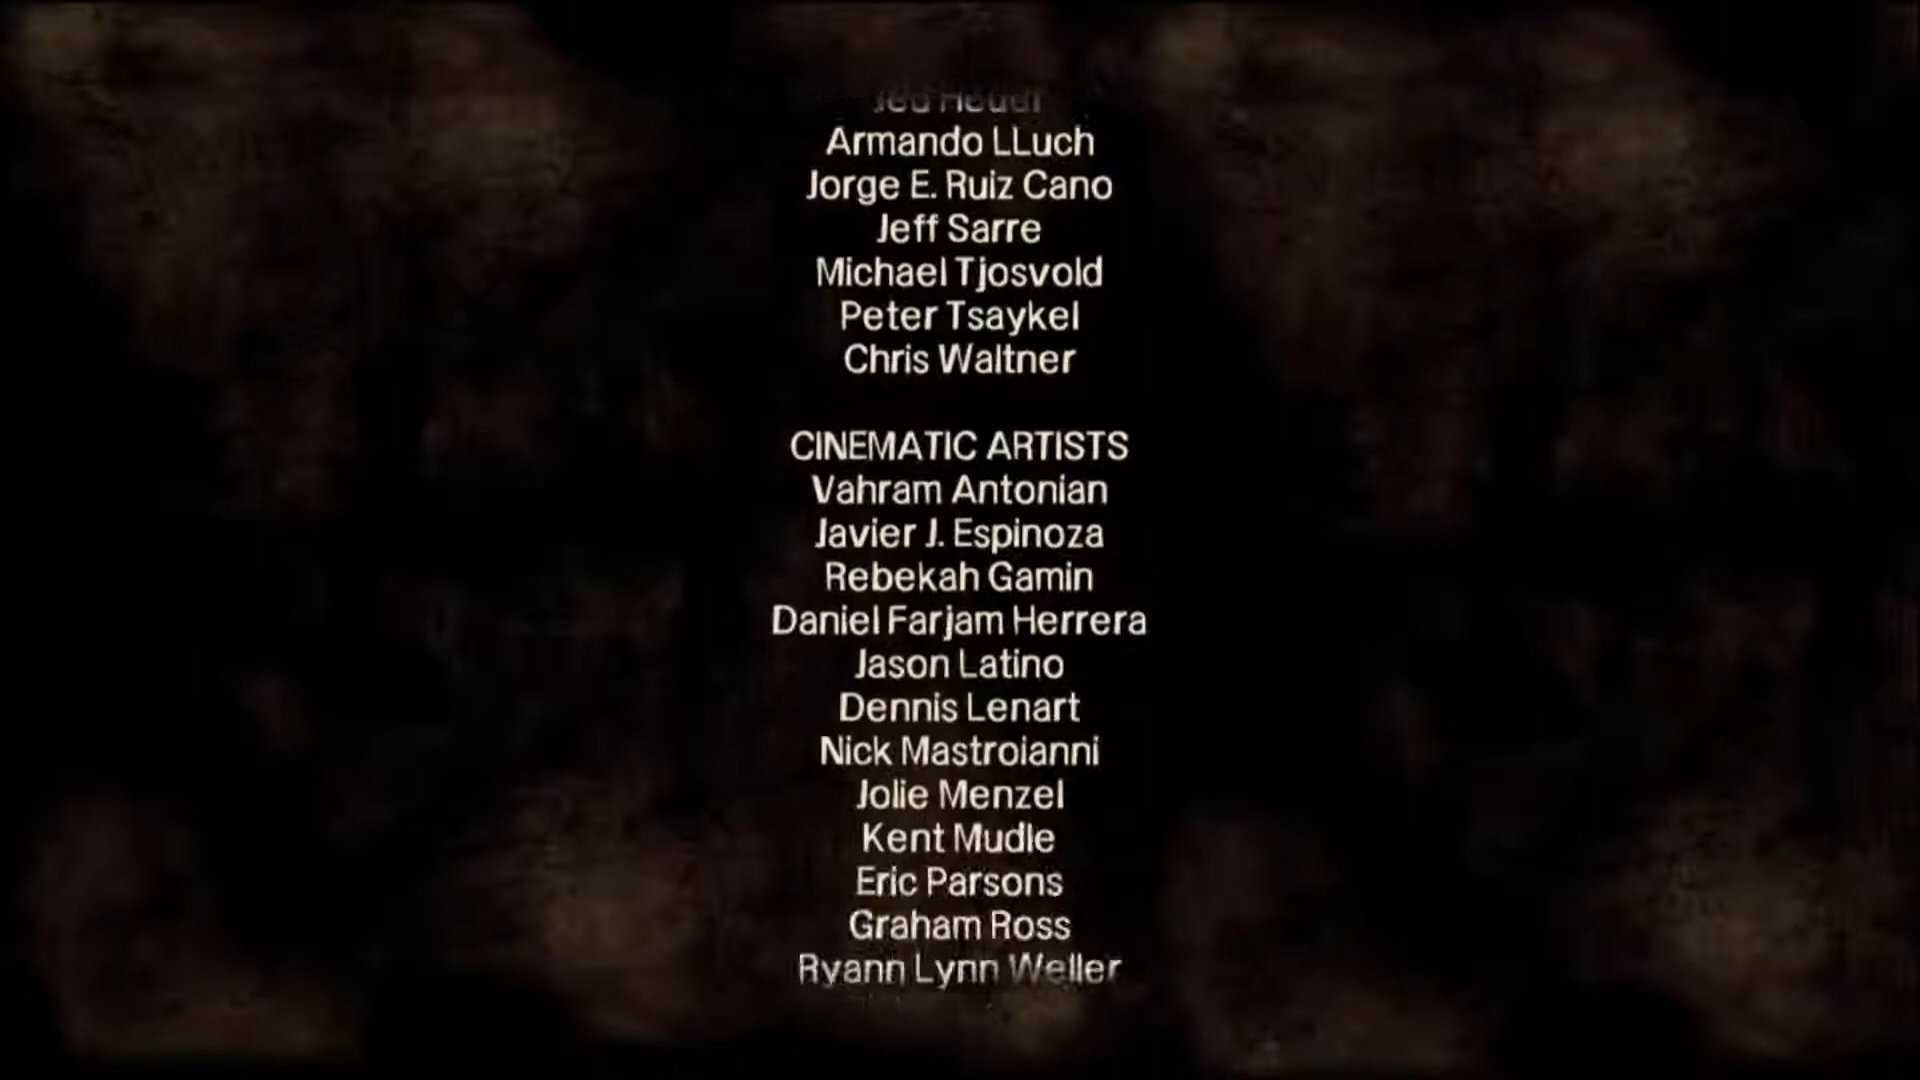 Armando LLuch
Jorge E. Ruiz Cano
Jeff Sarre
Michael Tjosvold
Peter Tsaykel
Chris Waltner
CINEMATIC ARTISTS
Vahram Antonian
Javier J. Espinoza
Rebekah Gamin
Daniel Farjam Herrera
Jason Latino
Dennis Lenart
Nick Mastroianni
Jolie Menzel
Kent Mudle
Eric Parsons
Graham Ross
Ryann Lynn Weller